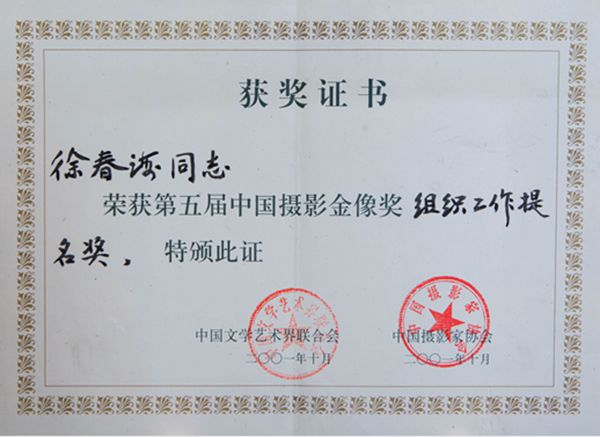 获奖证书
徐春海同志
荣获第五届中国摄影金像奖 组织工作提
名奖， 特颁此证
中国文学艺术界联合会
二〇〇一年十月
中国摄影家协会
二〇〇一年十月